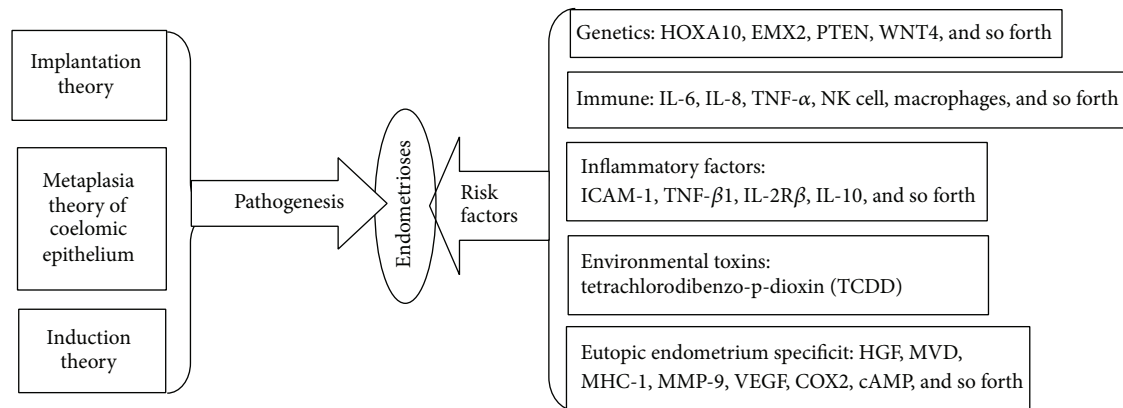 Implantation
theory
Metaplasia
theory of
coelomic
epithelium
Induction
theory
Pathogenesis
Endometrioses
Risk
factors
Genetics: HOXA10, EMX2, PTEN, WNT4, and so forth
Immune: IL-6, IL-8, TNF-α, NK cell, macrophages, and so forth
Inflammatory factors:
ICAM-1, TNF-β1, IL-2Rβ, IL-10, and so forth
Environmental toxins:
tetrachlorodibenzo-p-dioxin (TCDD)
Eutopic endometrium specificit: HGF, MVD,
MHC-1, MMP-9, VEGF, COX2, cAMP, and so forth